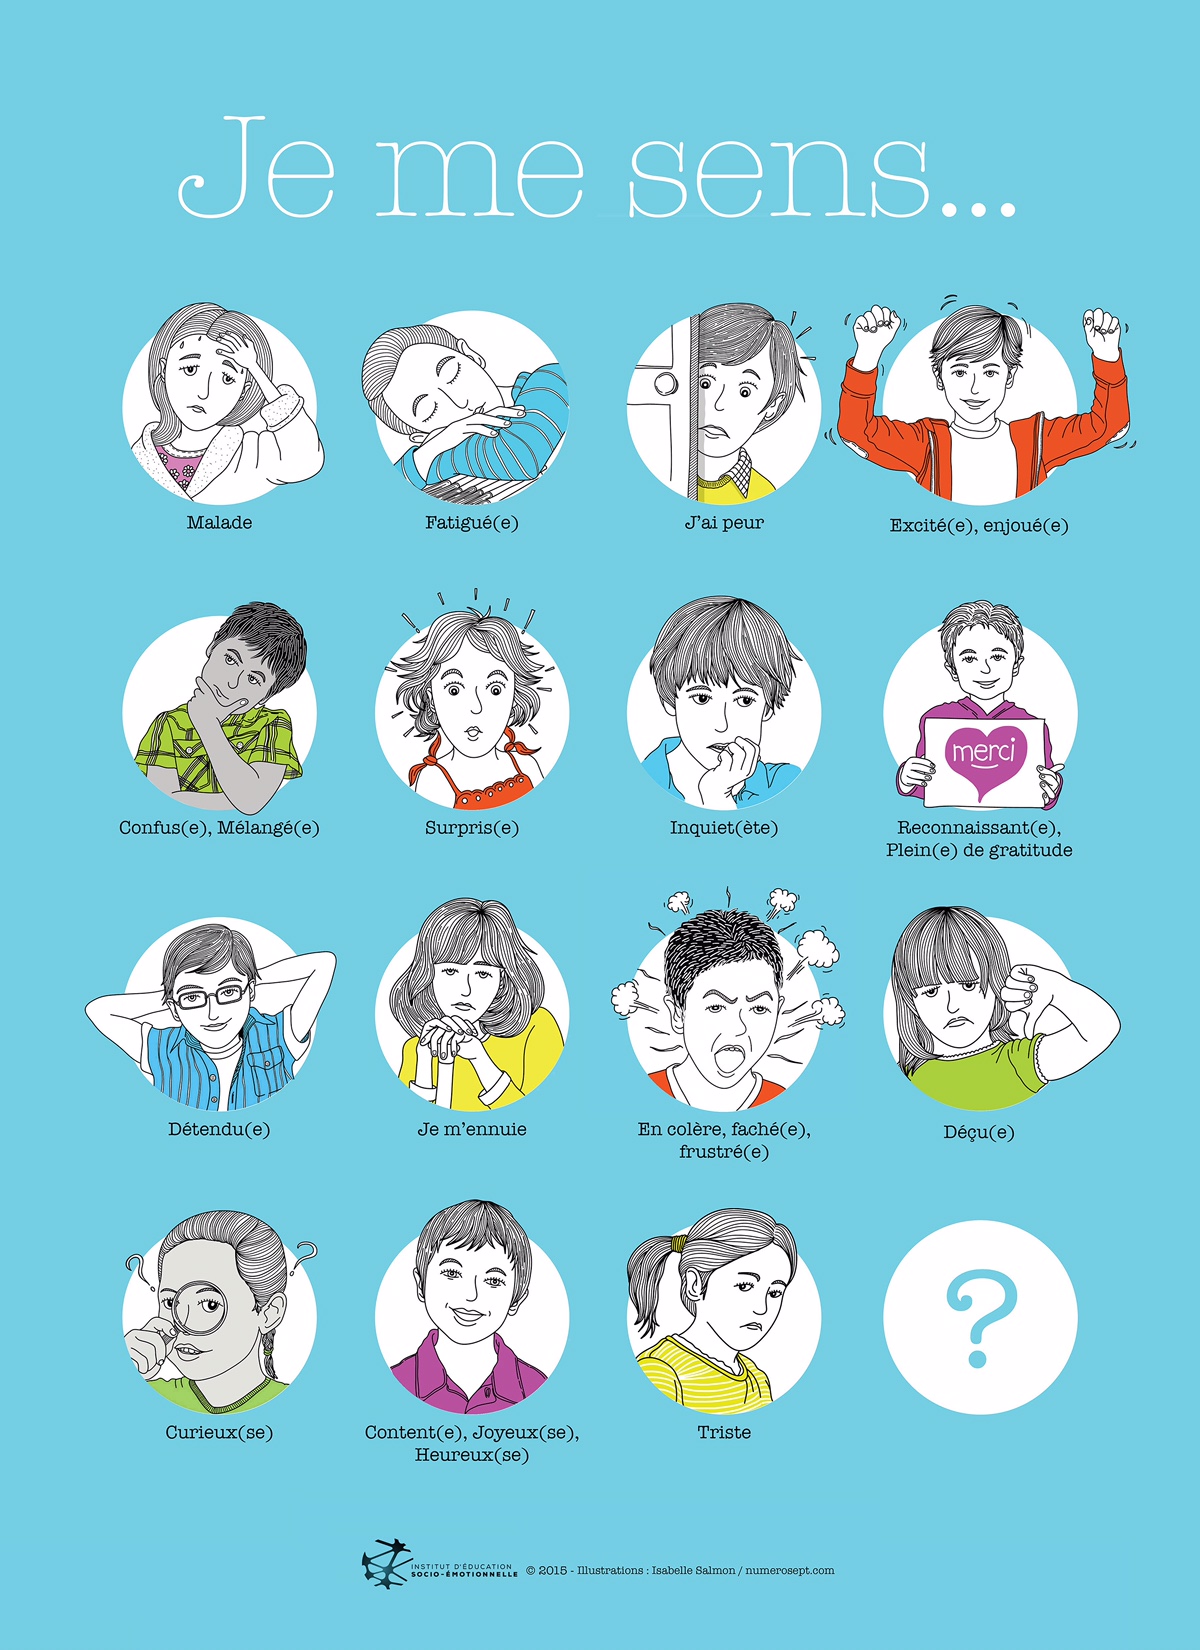 Je me sens...
Malade
Fatigué(e)
J'ai peur
Excité(e), enjoué(e)
Confus(e), Mélangé(e)
Surpris(e)
Inquiet(ète)
merci
Reconnaissant(e),
Plein(e) de gratitude
Détendu(e)
Je m'ennuie
En colère, faché(e),
frustré(e)
Déçu(e)
? ?
Curieux(se)
Content(e), Joyeux(se),
Heureux(se)
Triste
?
INSTITUT D'ÉDUCATION
SOCIO-ÉMOTIONNELLE
© 2015 - Illustrations : Isabelle Salmon / numerosept.com